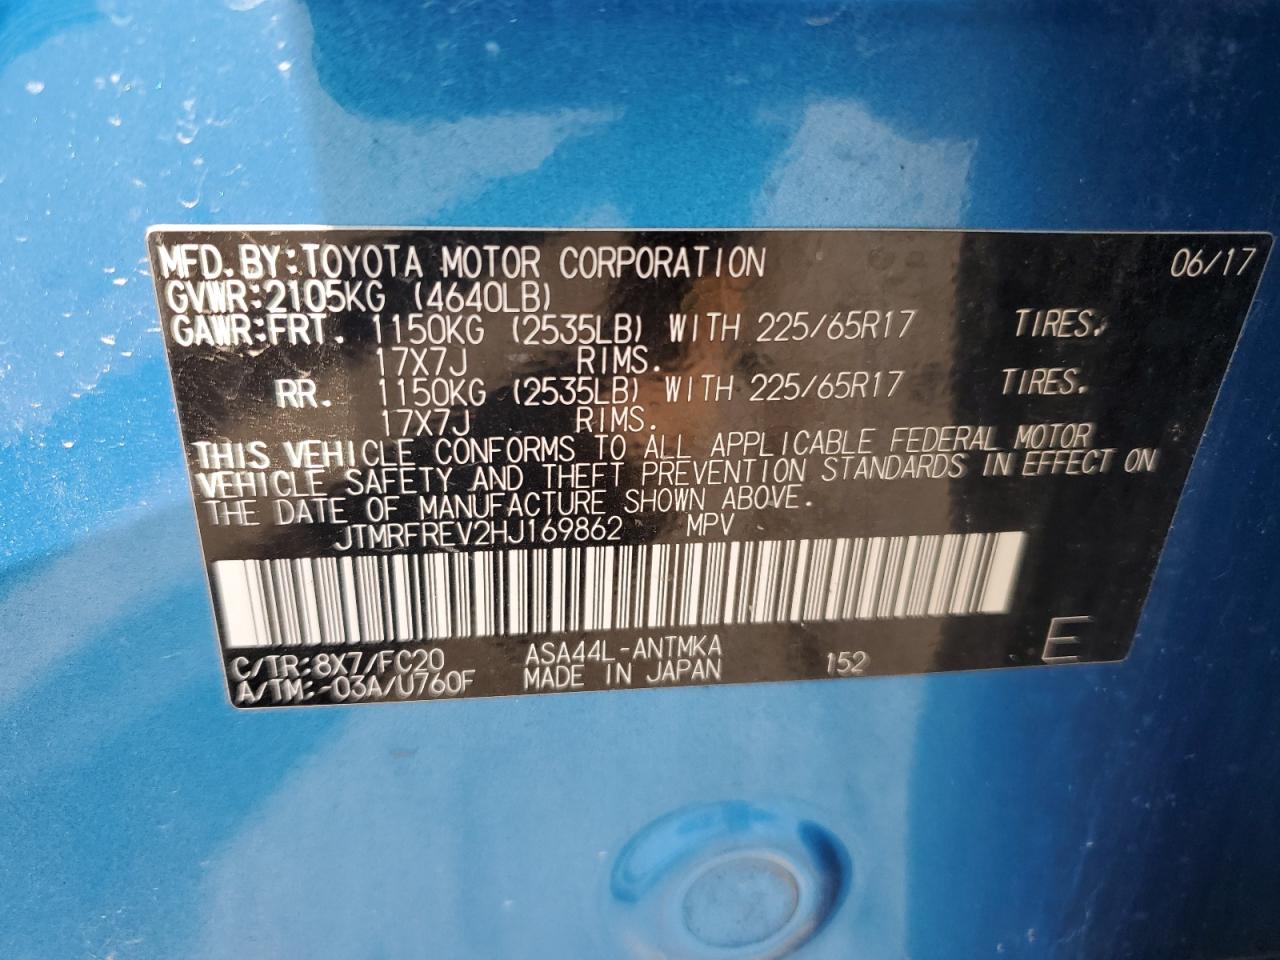 MFD. BY: TOYOTA MOTOR CORPORATION 06/17
GVWR: 2105KG (4640LB)
GAWR: FRT. 1150KG (2535LB) WITH 225/65R17 TIRES,
17X7J RIMS.
RR. 1150KG (2535LB) WITH 225/65R17 TIRES.
17X7J RIMS.
THIS VEHICLE CONFORMS TO ALL APPLICABLE FEDERAL MOTOR
VEHICLE SAFETY AND THEFT PREVENTION STANDARDS IN EFFECT ON
THE DATE OF MANUFACTURE SHOWN ABOVE.
JTMRFREV2HJ169862 MPV
C/TR: 8X7/FC20 ASA44L-ANTMKA 152 E
A/TM: -03A/U760F MADE IN JAPAN